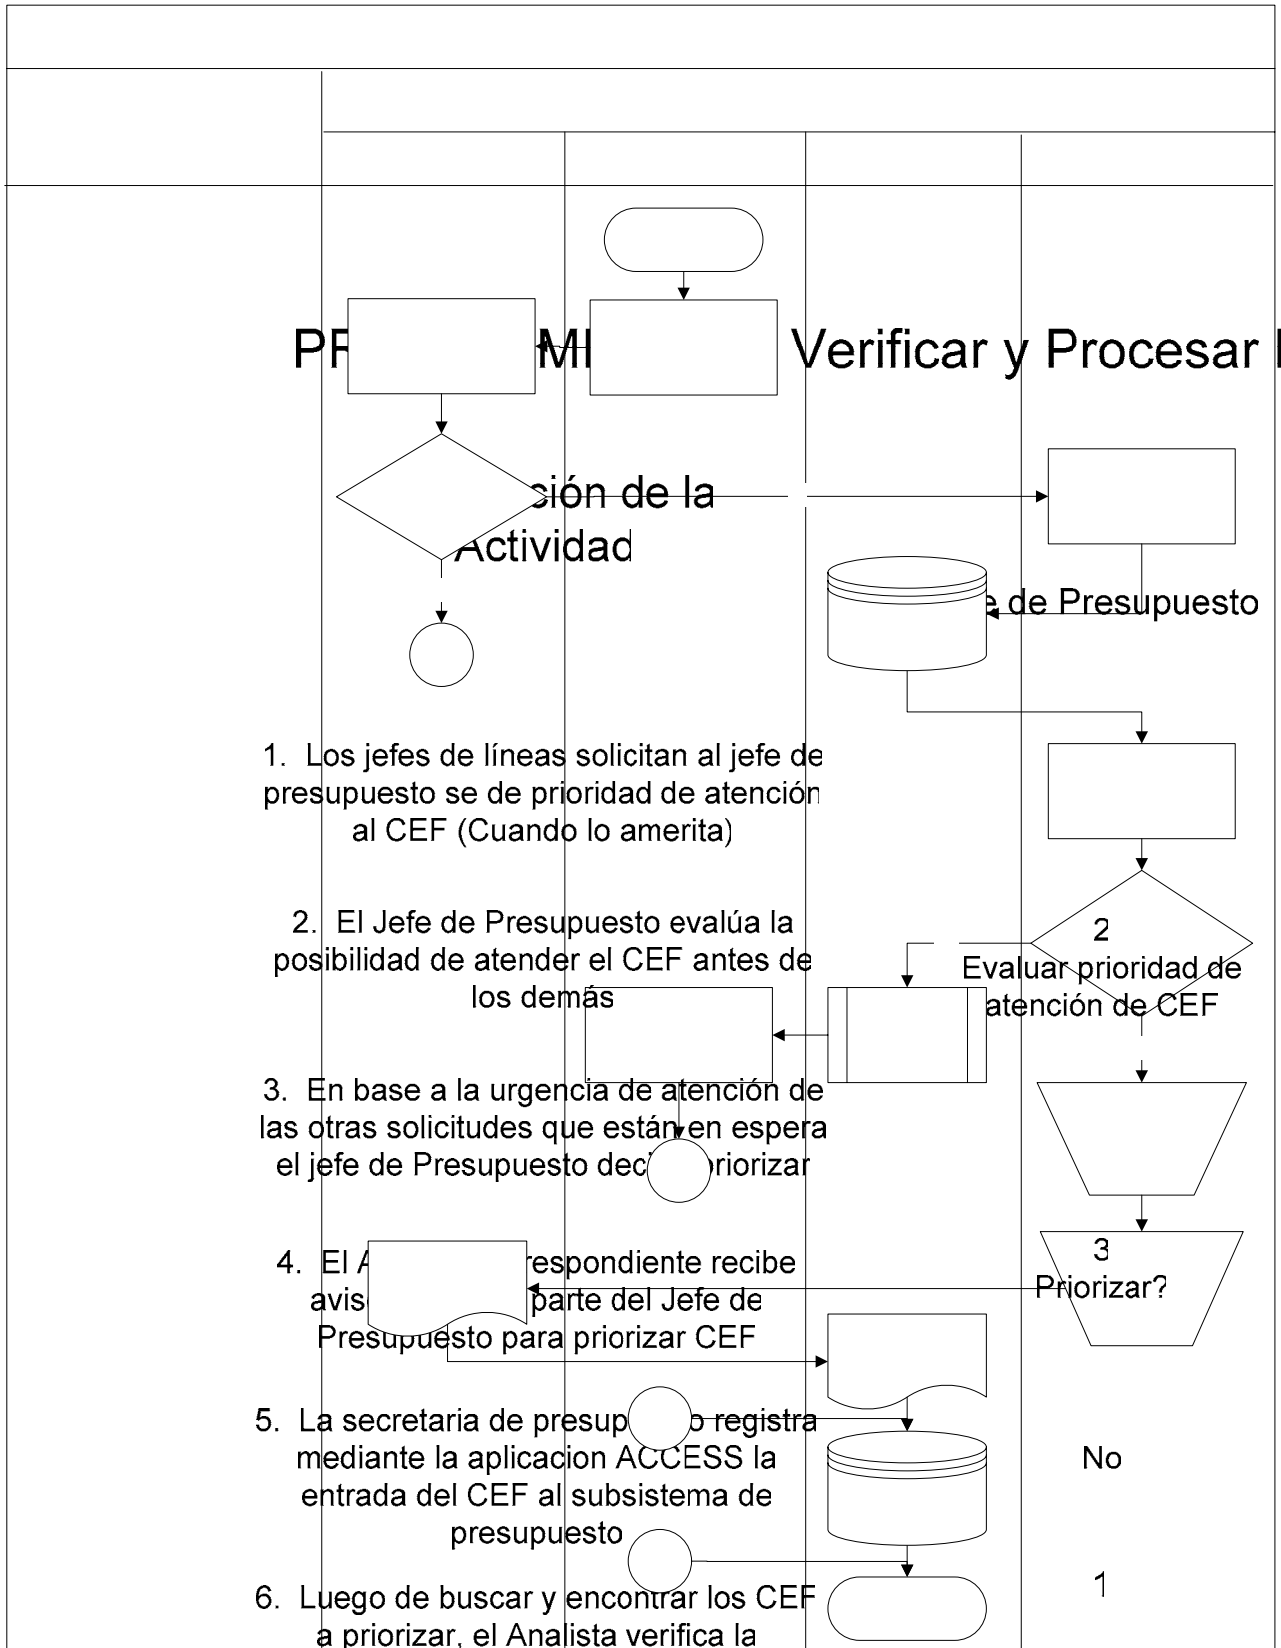 Verificar y Procesar
ción de la
Actividad
de Presupuesto
1. Los jefes de líneas solicitan al jefe de
presupuesto se de prioridad de atención
al CEF (Cuando lo amerita)
2. El Jefe de Presupuesto evalúa la
posibilidad de atender el CEF antes de
los demás
2
Evaluar prioridad de
atención de CEF
3. En base a la urgencia de atención de
las otras solicitudes que están en espera
el jefe de Presupuesto
4. El respondiente recibe
parte del Jefe de
Presupuesto para priorizar CEF
3
Priorizar?
5. La secretaria de registra
mediante la aplicacion ACCESS la
entrada del CEF al subsistema de
presupuesto
No
1
6. Luego de buscar y encontrar los CEF
a priorizar, el Analista verifica la